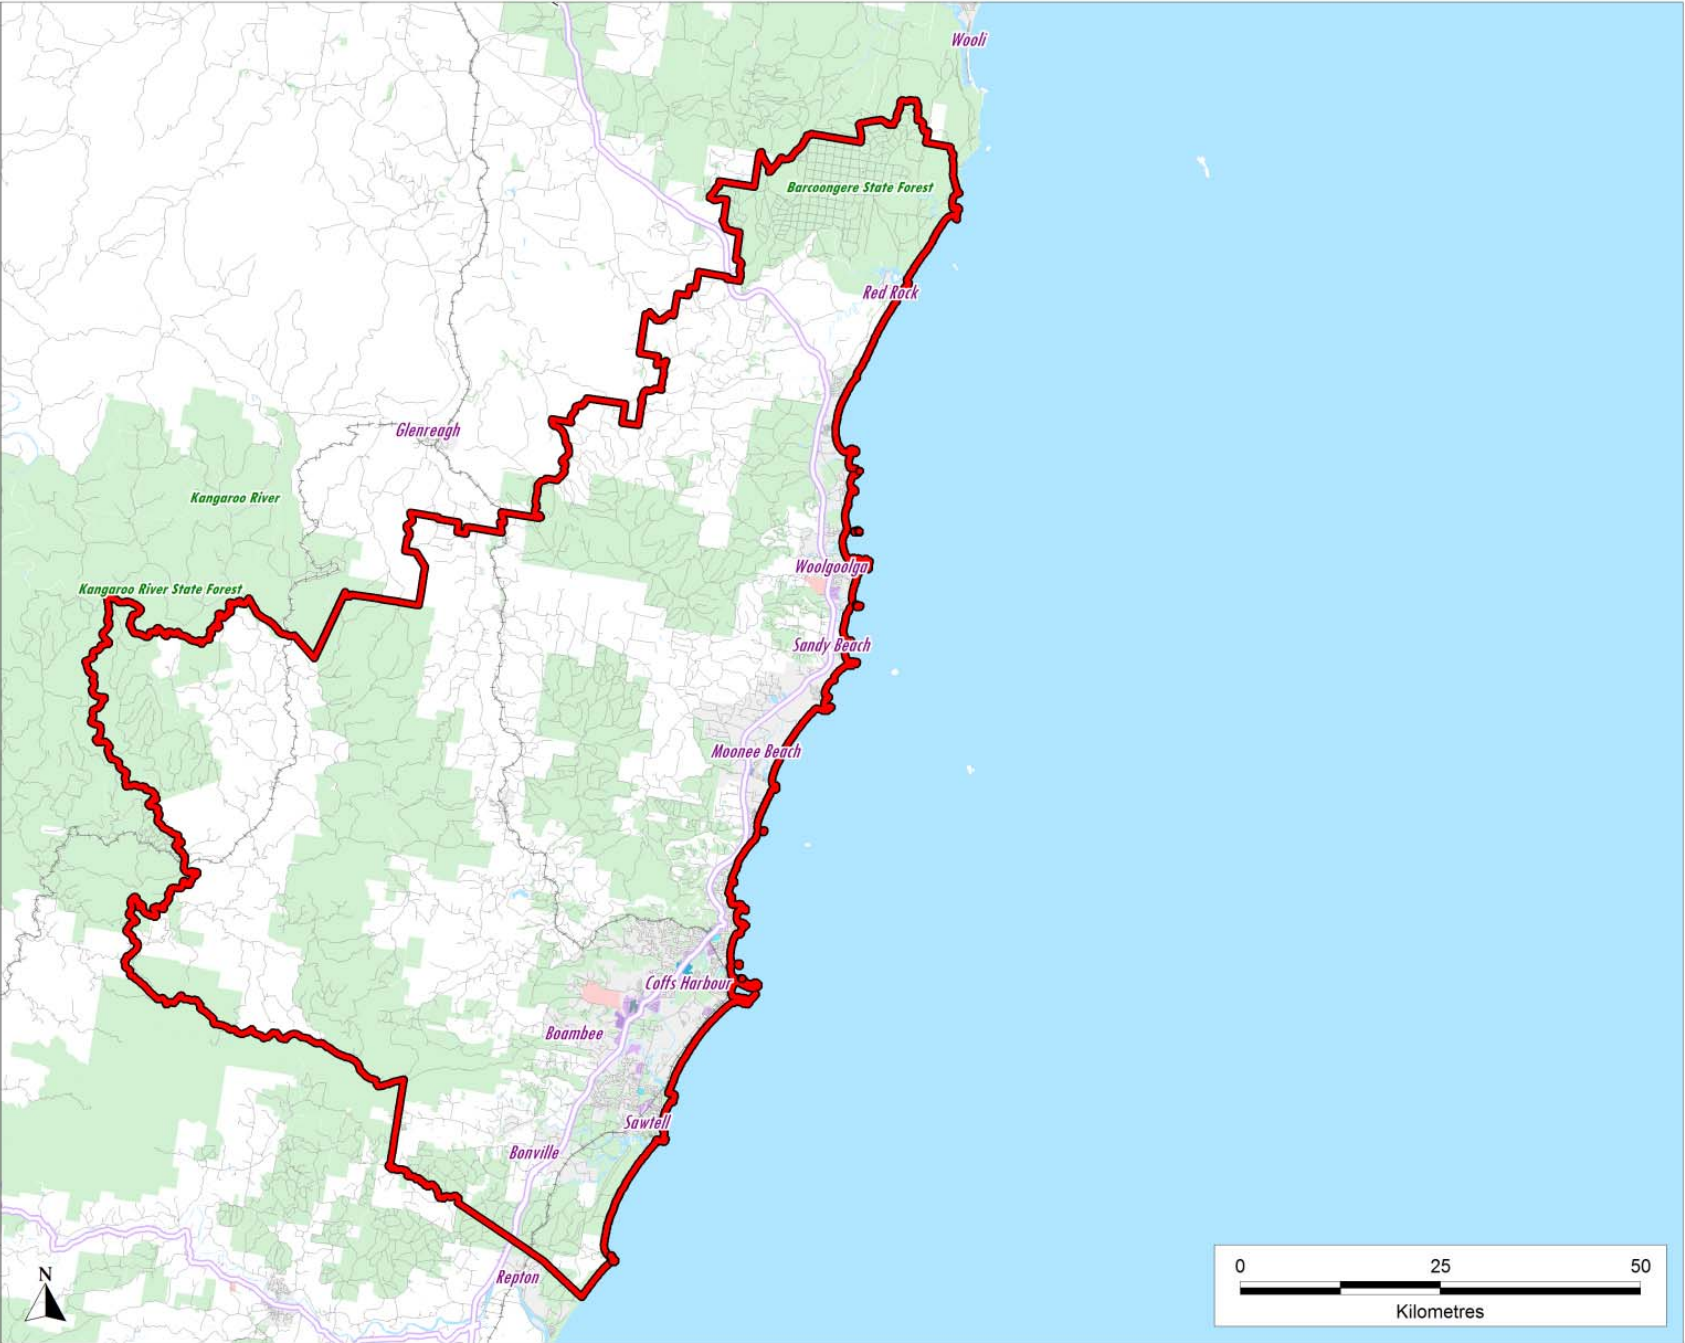 Wooli
Barcoongere State Forest
Red Rock
Glenreagh
Kangaroo River
Woolgoolga
Kangaroo River State Forest
Sandy Beach
Moonee Beach
Coffs Harbour
Boambee
Sawtell
Bonville
Repton
N
0 25 50
Kilometres